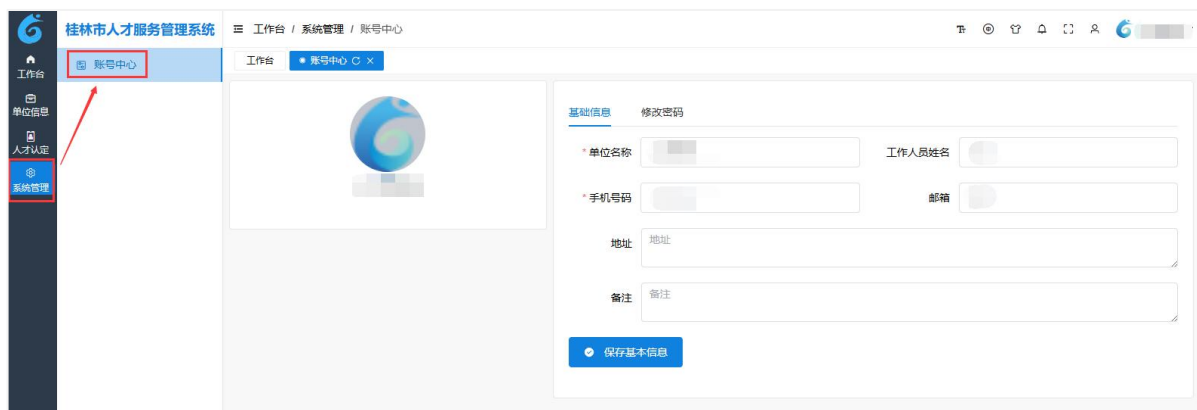 桂林市人才服务管理系统
工作台 / 系统管理 / 账号中心
工作台
单位信息
人才认定
系统管理
账号中心
工作台
账号中心
基础信息 修改密码
* 单位名称 工作人员姓名
* 手机号码 邮箱
地址 地址
备注 备注
保存基本信息